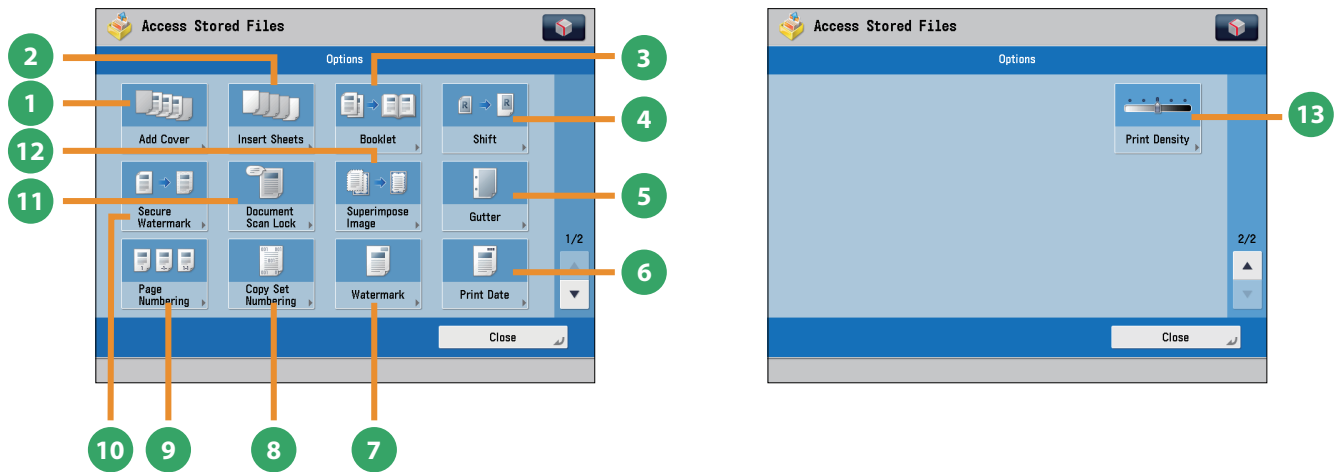 Access Stored Files
Options
2
3
1
4
Add Cover
Insert Sheets
Booklet
Shift
12
11
5
Secure
Watermark
Document
Scan Lock
Superimpose
Image
Gutter
1/2
6
Page
Numbering
Copy Set
Numbering
Watermark
Print Date
Close
10
9
8
7
Access Stored Files
Options
13
Print Density
2/2
Close